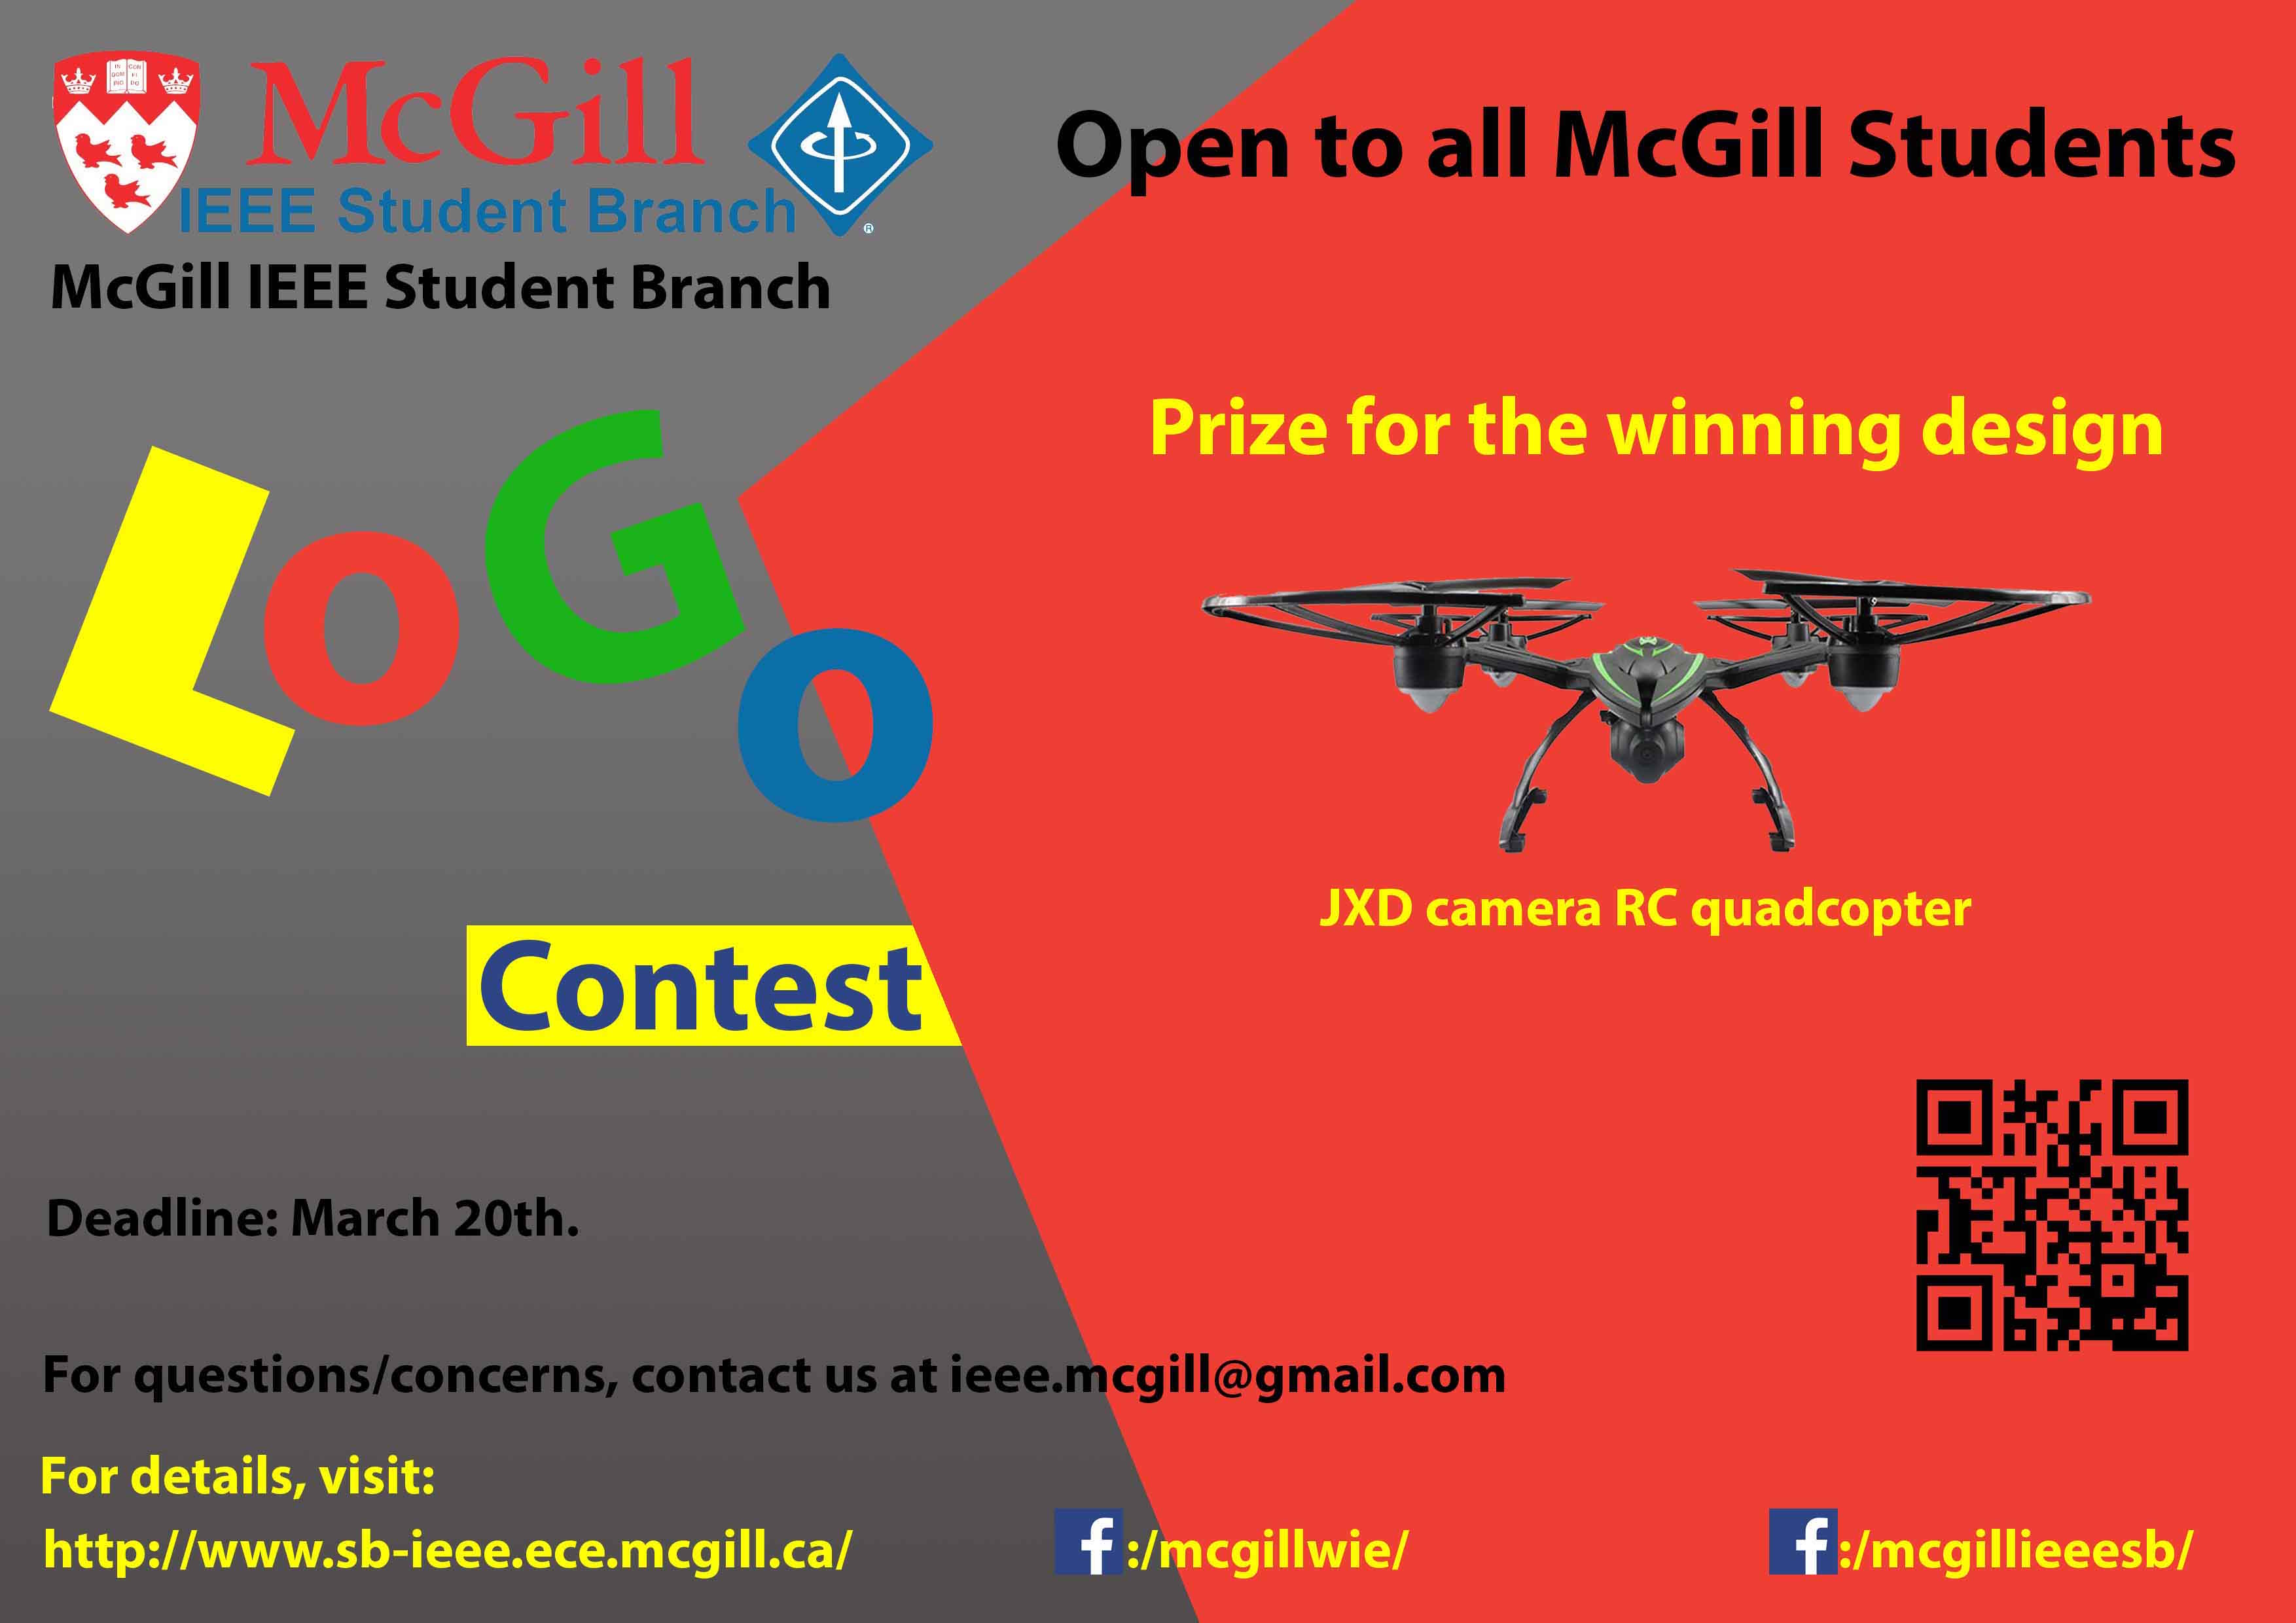 McGill
IEEE Student Branch
McGill IEEE Student Branch
Open to all McGill Students
LoGo
Contest
Prize for the winning design
JXD camera RC quadcopter
Deadline: March 20th.
For questions/concerns, contact us at ieee.mcgill@gmail.com
For details, visit:
http://www.sb-ieee.ece.mcgill.ca/
f:/mcgillwie/
f:/mcgillieeesb/